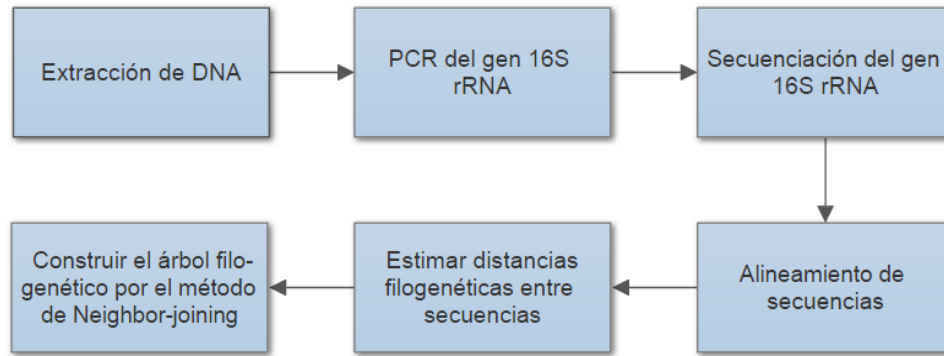 Extracción de DNA
PCR del gen 16S
rRNA
Secuenciación del gen
16S rRNA
Alineamiento de
secuencias
Estimar distancias
filogenéticas entre
secuencias
Construir el árbol filo-
genético por el método
de Neighbor-joining